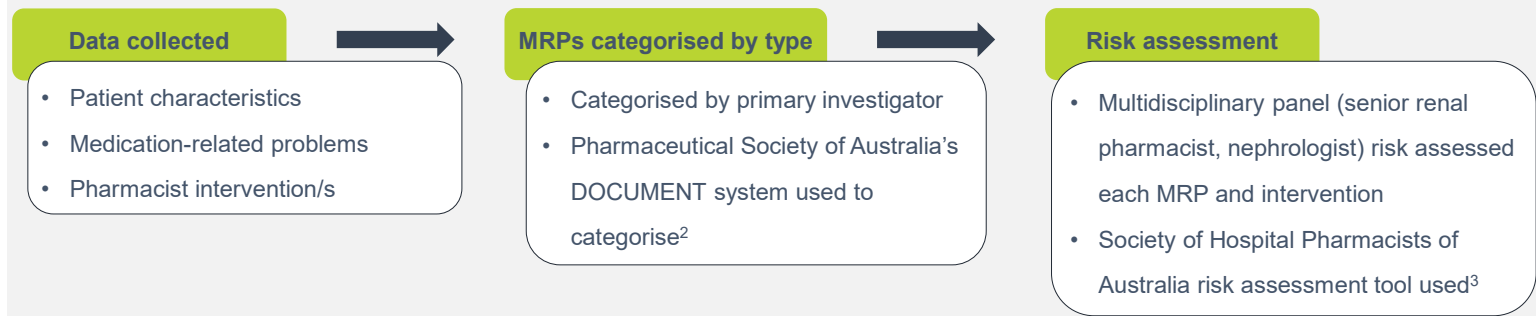 Data collected
• Patient characteristics
• Medication-related problems
• Pharmacist intervention/s
MRPs categorised by type
• Categorised by primary investigator
• Pharmaceutical Society of Australia’s
DOCUMENT system used to
categorise²
Risk assessment
• Multidisciplinary panel (senior renal
pharmacist, nephrologist) risk assessed
each MRP and intervention
• Society of Hospital Pharmacists of
Australia risk assessment tool used³